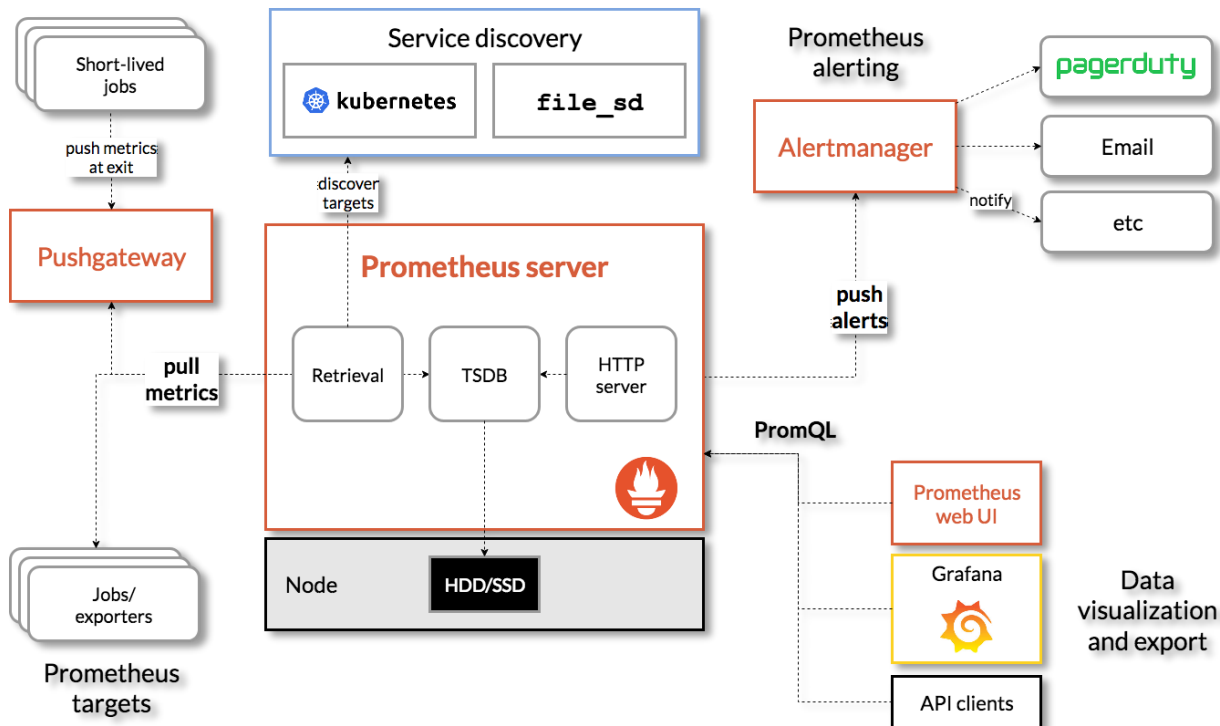 Short-lived
jobs
push metrics
at exit
Pushgateway
pull
metrics
Jobs/
exporters
Prometheus
targets
Service discovery
kubernetes
file_sd
discover
targets
Prometheus server
Retrieval
TSDB
HTTP
server
Node
HDD/SSD
Prometheus
alerting
Alertmanager
pagerduty
Email
etc
notify
push
alerts
PromQL
Prometheus
web UI
Grafana
API clients
Data
visualization
and export